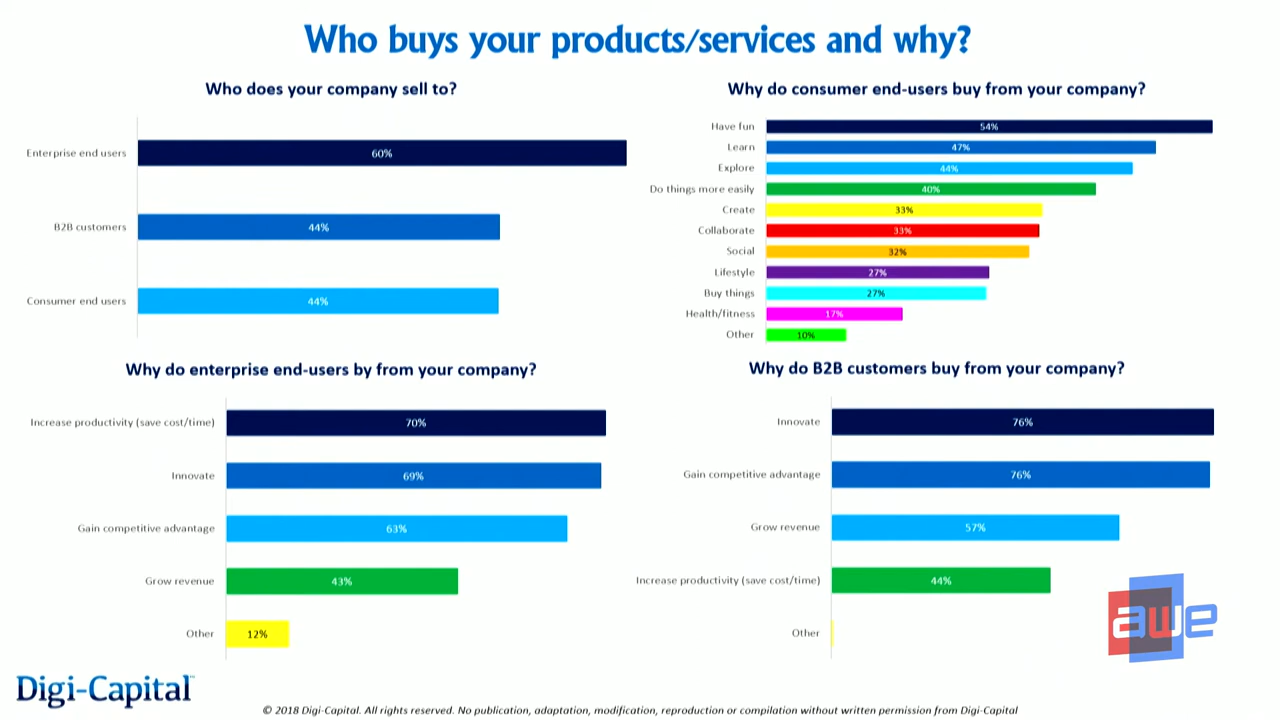 Who buys your products/services and why?
Who does your company sell to?
Enterprise end users 60%
B2B customers 44%
Consumer end users 44%
Why do consumer end-users buy from your company?
Have fun 54%
Learn 47%
Explore 44%
Do things more easily 40%
Create 33%
Collaborate 33%
Social 32%
Lifestyle 27%
Buy things 27%
Health/fitness 17%
Other 10%
Why do enterprise end-users by from your company?
Increase productivity (save cost/time) 70%
Innovate 69%
Gain competitive advantage 63%
Grow revenue 43%
Other 12%
Why do B2B customers buy from your company?
Innovate 76%
Gain competitive advantage 76%
Grow revenue 57%
Increase productivity (save cost/time) 44%
Other
awe
Digi-Capital
© 2018 Digi-Capital. All rights reserved. No publication, adaptation, modification, reproduction or compilation without written permission from Digi-Capital